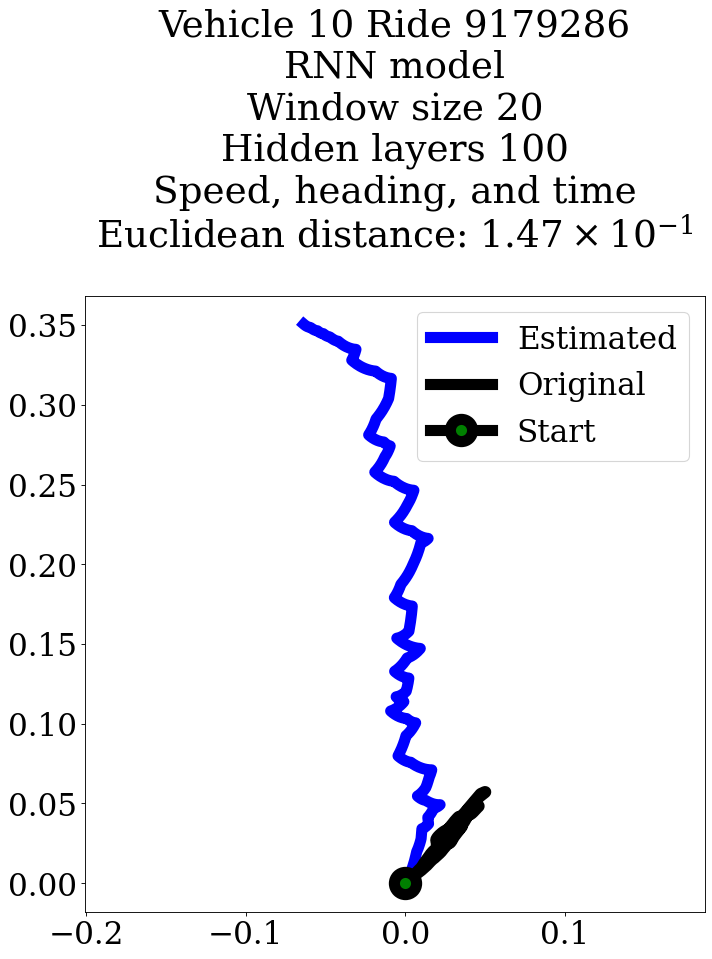 Vehicle 10 Ride 9179286
RNN model
Window size 20
Hidden layers 100
Speed, heading, and time
Euclidean distance: 1.47 × 10⁻¹
Estimated
Original
Start
0.35
0.30
0.25
0.20
0.15
0.10
0.05
0.00
−0.2
−0.1
0.0
0.1